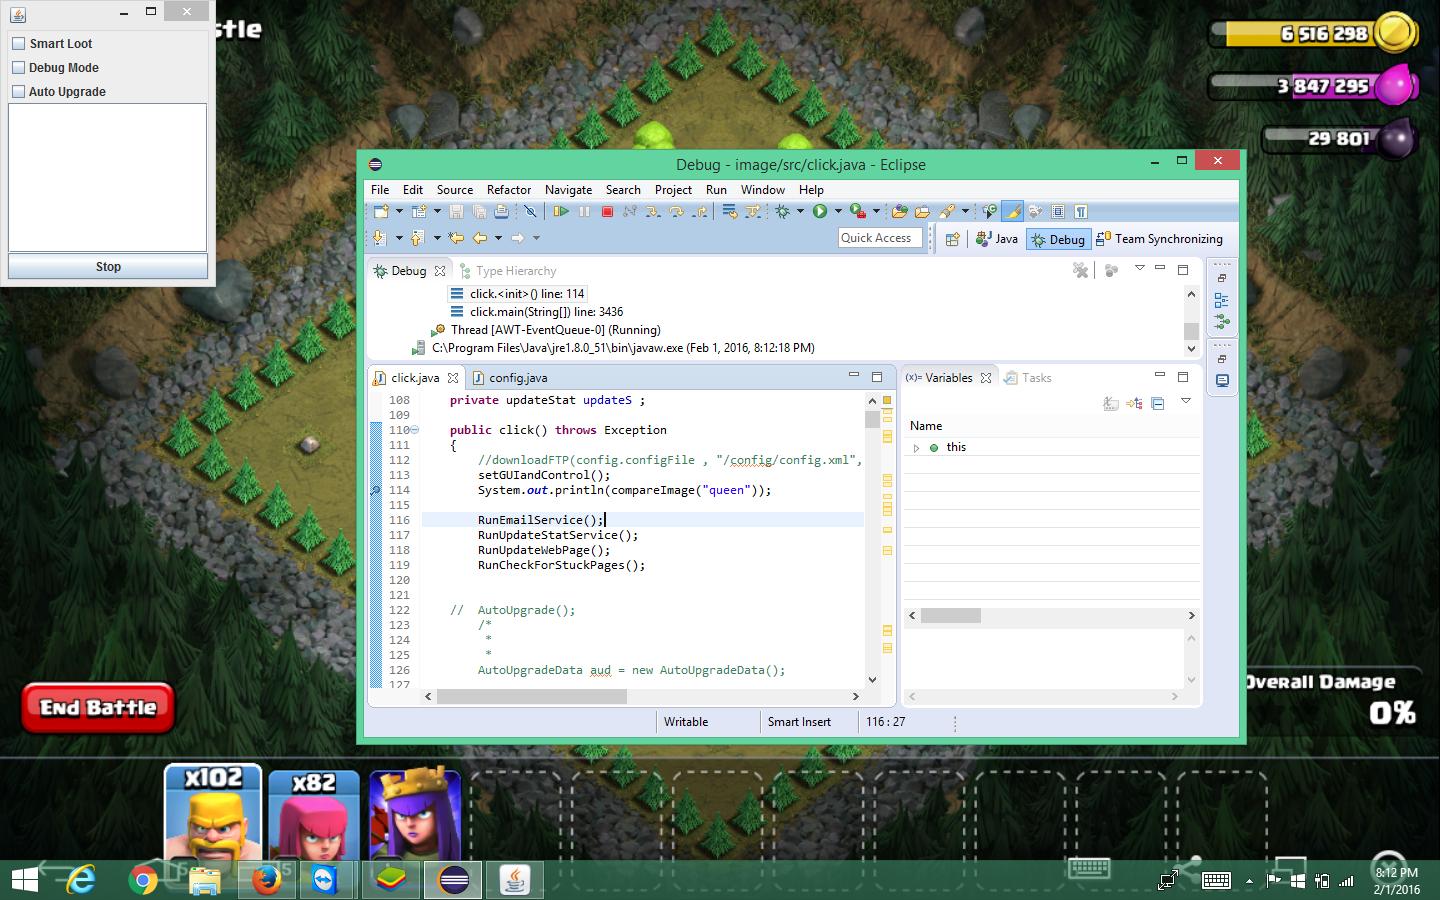 Smart Loot
Debug Mode
Auto Upgrade
Stop
stle
6 516 298
3 847 295
29 801
Debug - image/src/click.java - Eclipse
File Edit Source Refactor Navigate Search Project Run Window Help
Quick Access
Java
Debug
Team Synchronizing
Debug
Type Hierarchy
click.<init>() line: 114
click.main(String[]) line: 3436
Thread [AWT-EventQueue-0] (Running)
C:\Program Files\Java\jre1.8.0_51\bin\javaw.exe (Feb 1, 2016, 8:12:18 PM)
click.java
config.java
108 private updateStat updateS ;
109
110 public click() throws Exception
111 {
112 //downloadFTP(config.configFile , "/config/config.xml",
113 setGUIandControl();
114 System.out.println(compareImage("queen"));
115
116 RunEmailService();
117 RunUpdateStatService();
118 RunUpdateWebPage();
119 RunCheckForStuckPages();
120
121
122 // AutoUpgrade();
123 /*
124 *
125 *
126 AutoUpgradeData aud = new AutoUpgradeData();
127
(x)= Variables
Tasks
Name
this
Writable
Smart Insert
116 : 27
End Battle
Overall Damage
0%
x102
x82
8:12 PM
2/1/2016